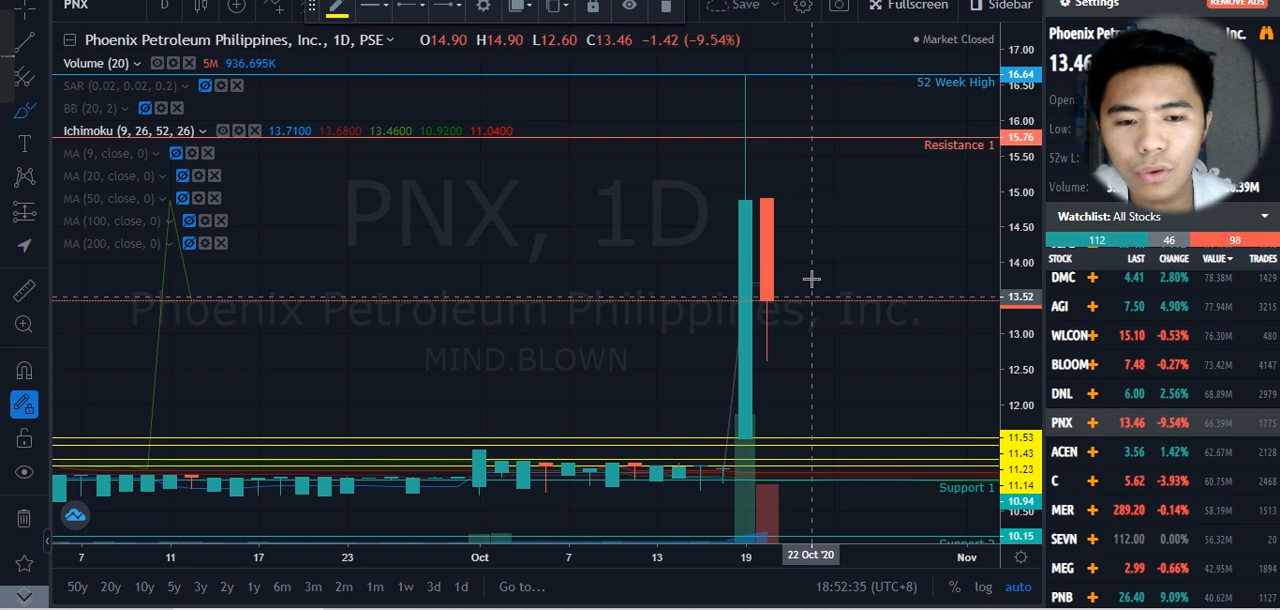 PNX D Save Fullscreen Sidebar Settings REMOVE ADS
Phoenix Petroleum Philippines, Inc., 1D, PSE O14.90 H14.90 L12.60 C13.46 -1.42 (-9.54%) Market Closed
Volume (20) 5M 936.695K
SAR (0.02, 0.02, 0.2)
BB (20, 2)
Ichimoku (9, 26, 52, 26) 13.7100 13.6800 13.4600 10.9200 11.0400
MA (9, close, 0)
MA (20, close, 0)
MA (50, close, 0)
MA (100, close, 0)
MA (200, close, 0)
PNX, 1D
Phoenix Petroleum Philippines, Inc.
MIND.BLOWN
52 Week High
Resistance 1
Support 1
17.00
16.64
16.50
16.00
15.76
15.50
15.00
14.50
14.00
13.52
13.00
12.50
12.00
11.53
11.43
11.23
11.14
10.94
10.50
10.15
7 11 17 23 Oct 7 13 19 22 Oct '20 Nov
50y 20y 10y 5y 3y 2y 1y 6m 3m 2m 1m 1w 3d 1d Go to... 18:52:35 (UTC+8) % log auto
Inc.
13.46
Open:
Low:
52w L:
Volume:
Watchlist: All Stocks
112 46 98
STOCK LAST CHANGE VALUE TRADES
DMC 4.41 2.80% 78.38M 1429
AGI 7.50 4.90% 77.94M 3215
WLCON 15.10 -0.53% 76.30M 480
BLOOM 7.48 -0.27% 73.42M 4147
DNL 6.00 2.56% 68.89M 2979
PNX 13.46 -9.54% 66.39M 1775
ACEN 3.56 1.42% 62.67M 2128
C 5.62 -3.93% 60.75M 2468
MER 289.20 -0.14% 58.19M 1513
SEVN 112.00 0.00% 56.32M 20
MEG 2.99 -0.66% 42.95M 1894
PNB 26.40 9.09% 40.62M 1127